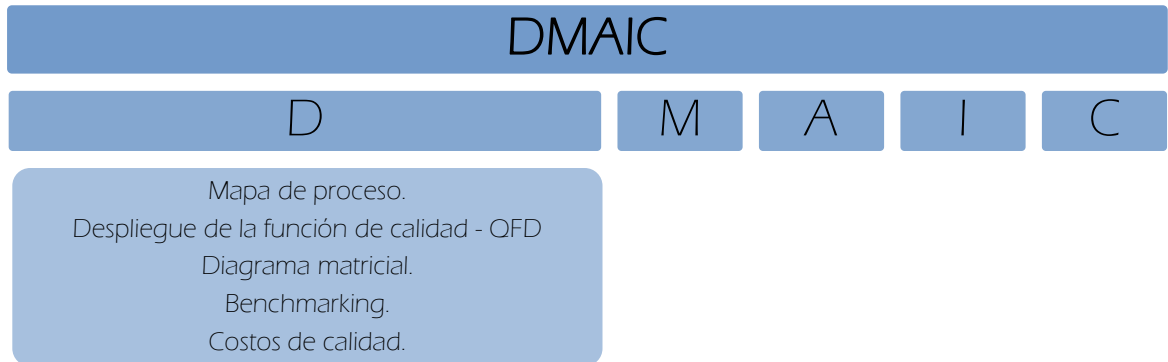 DMAIC
D M A I C
Mapa de proceso.
Despliegue de la función de calidad - QFD
Diagrama matricial.
Benchmarking.
Costos de calidad.